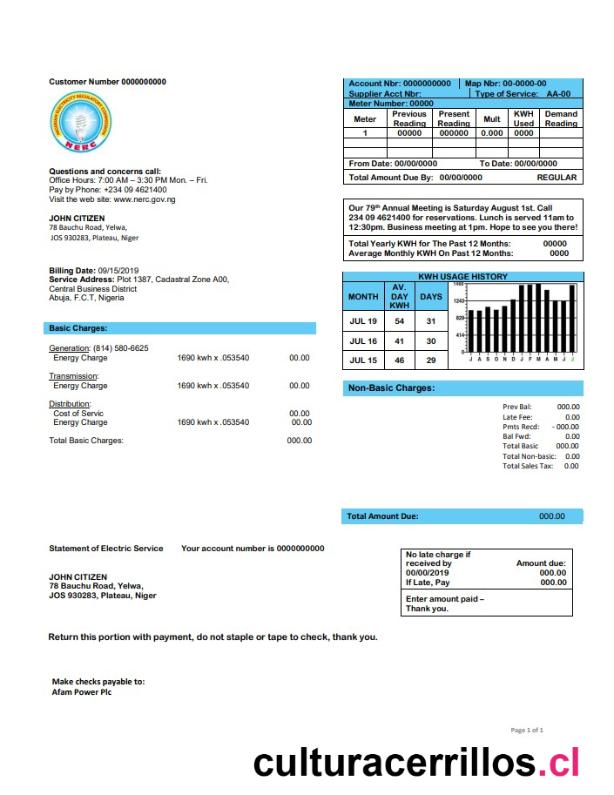 Customer Number 0000000000
NERC
Questions and concerns call:
Office Hours: 7:00 AM – 3:30 PM Mon. – Fri.
Pay by Phone: +234 09 4621400
Visit the web site: www.nerc.gov.ng
JOHN CITIZEN
78 Bauchu Road, Yelwa,
JOS 930283, Plateau, Niger
Billing Date: 09/15/2019
Service Address: Plot 1387, Cadastral Zone A00,
Central Business District
Abuja, F.C.T, Nigeria
Basic Charges:
Generation: (814) 580-6625
Energy Charge 1690 kwh x .053540 00.00
Transmission:
Energy Charge 1690 kwh x .053540 00.00
Distribution:
Cost of Servic 00.00
Energy Charge 1690 kwh x .053540 00.00
Total Basic Charges: 000.00
Account Nbr: 0000000000 Map Nbr: 00-0000-00
Supplier Acct Nbr: Type of Service: AA-00
Meter Number: 00000
Meter Previous Reading Present Reading Mult KWH Used Demand Reading
1 00000 000000 0.000 0000
From Date: 00/00/0000 To Date: 00/00/0000
Total Amount Due By: 00/00/0000 REGULAR
Our 79th Annual Meeting is Saturday August 1st. Call
234 09 4621400 for reservations. Lunch is served 11am to
12:30pm. Business meeting at 1pm. Hope to see you there!
Total Yearly KWH for The Past 12 Months: 00000
Average Monthly KWH On Past 12 Months: 0000
KWH USAGE HISTORY
MONTH AV. DAY KWH DAYS
JUL 19 54 31
JUL 16 41 30
JUL 15 46 29
J A S O N D J F M A M J J
Non-Basic Charges:
Prev Bal: 000.00
Late Fee: 0.00
Pmts Recd: - 000.00
Bal Fwd: 0.00
Total Basic 000.00
Total Non-basic: 0.00
Total Sales Tax: 0.00
Total Amount Due: 000.00
Statement of Electric Service Your account number is 0000000000
JOHN CITIZEN
78 Bauchu Road, Yelwa,
JOS 930283, Plateau, Niger
No late charge if
received by Amount due:
00/00/2019 000.00
If Late, Pay 000.00
Enter amount paid –
Thank you.
Return this portion with payment, do not staple or tape to check, thank you.
Make checks payable to:
Afam Power Plc
Page 1 of 1
culturacerrillos.cl